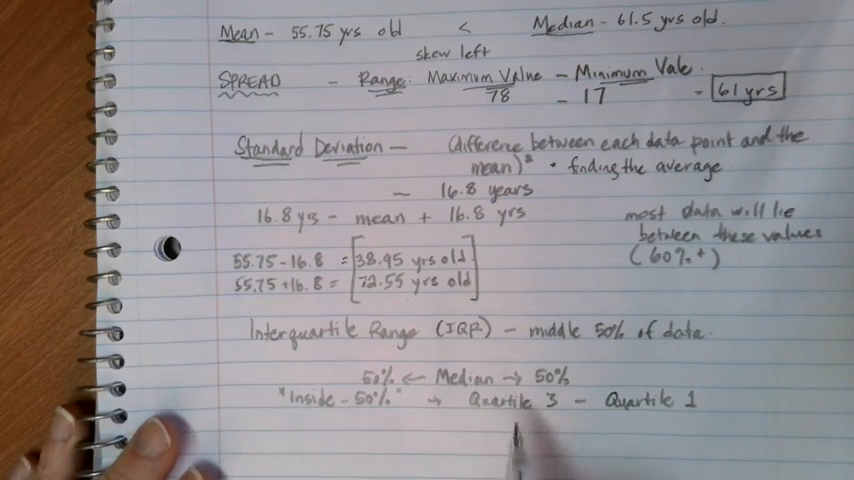 Mean - 55.75 yrs old < Median - 61.5 yrs old.
skew left
SPREAD - Range: Maximum Value - Minimum Vale.
78 - 17 - 61 yrs
Standard Deviation - (difference between each data point and the
mean)² • finding the average
- 16.8 years
16.8 yrs - mean + 16.8 yrs
most data will lie
between these values
(60%+)
55.75 - 16.8 = 38.95 yrs old
55.75 + 16.8 = 72.55 yrs old
Interquartile Range (IQR) - middle 50% of data.
50% ← Median → 50%
"Inside - 50%" → Quartile 3 - Quartile 1